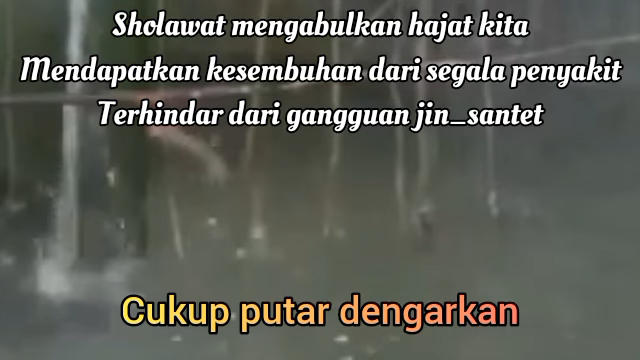 Sholawat mengabulkan hajat kita
Mendapatkan kesembuhan dari segala penyakit
Terhindar dari gangguan jin_santet
Cukup putar dengarkan